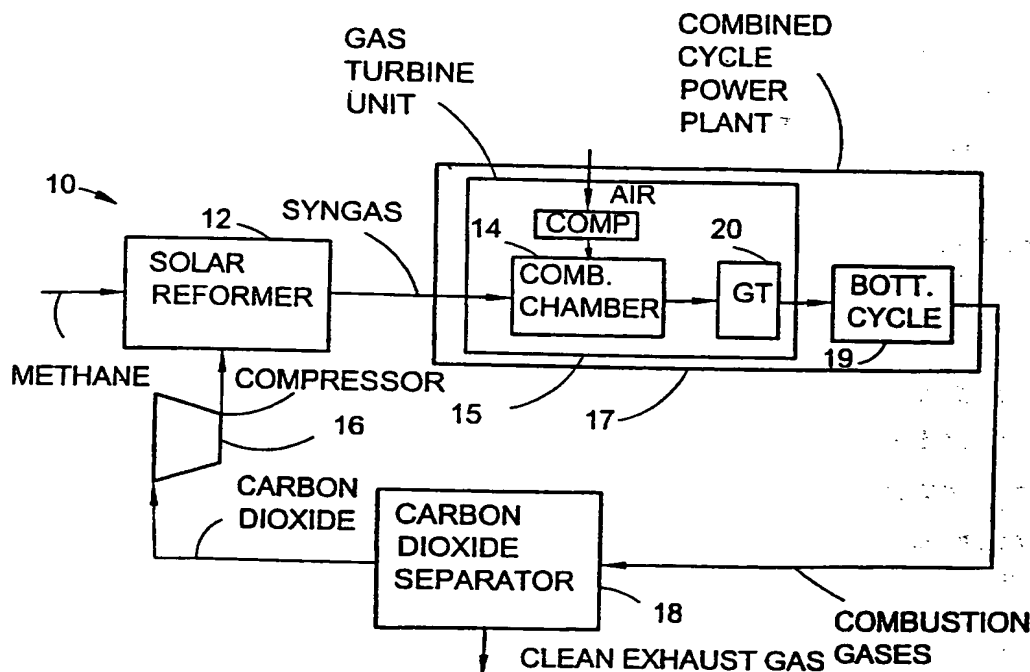 GAS
TURBINE
UNIT
COMBINED
CYCLE
POWER
PLANT
10
SYNGAS
12
SOLAR
REFORMER
METHANE
AIR
COMP
14
COMB.
CHAMBER
20
GT
BOTT.
CYCLE
19
15
17
COMPRESSOR
16
CARBON
DIOXIDE
CARBON
DIOXIDE
SEPARATOR
18
COMBUSTION
GASES
CLEAN EXHAUST GAS